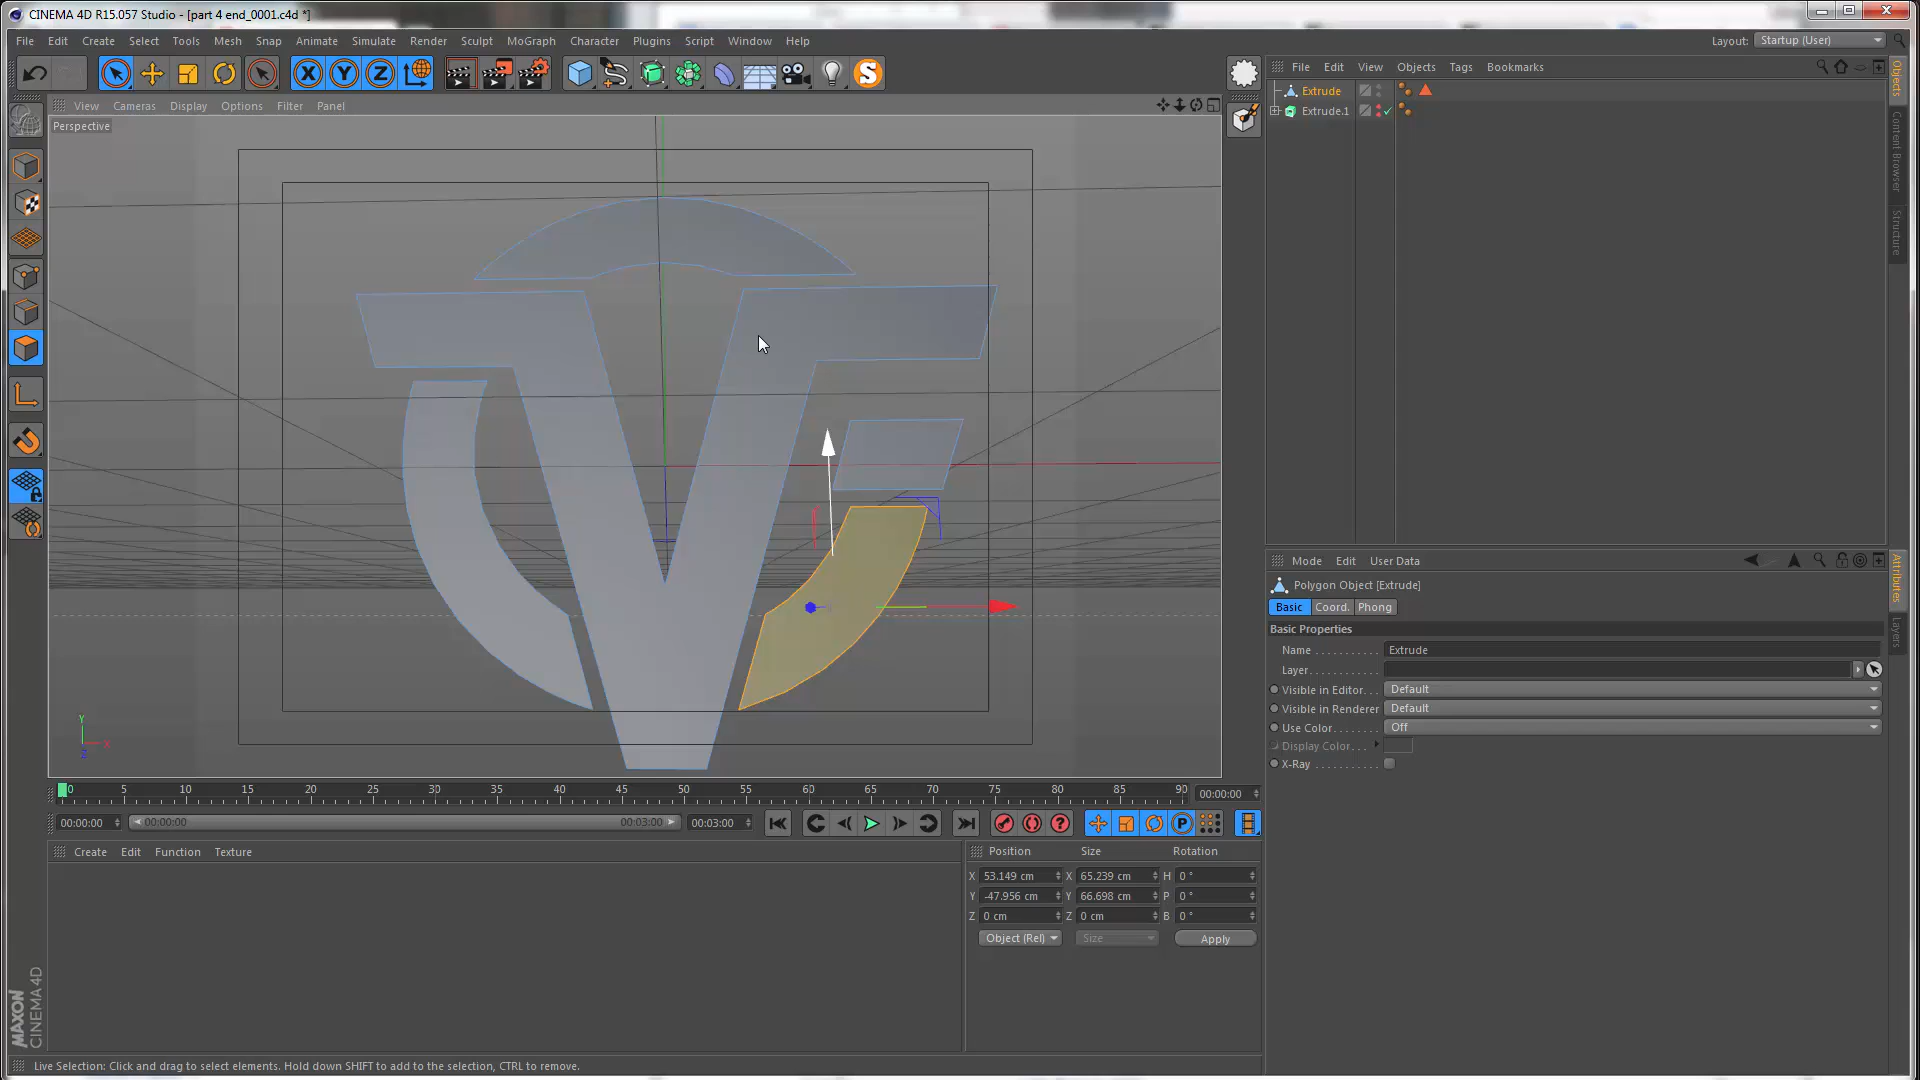 CINEMA 4D R15.057 Studio - [part 4 end_0001.c4d *]
File Edit Create Select Tools Mesh Snap Animate Simulate Render Sculpt MoGraph Character Plugins Script Window Help
Layout: Startup (User)
X Y Z S
File Edit View Objects Tags Bookmarks
View Cameras Display Options Filter Panel
Perspective
Extrude
Extrude.1
Objects
Content Browser
Structure
Mode Edit User Data
Polygon Object [Extrude]
Basic Coord. Phong
Basic Properties
Name . . . . . . . . . . . Extrude
Layer. . . . . . . . . . . .
Visible in Editor. . . Default
Visible in Renderer Default
Use Color. . . . . . . Off
Display Color. . . .
X-Ray . . . . . . . . . .
Attributes
Layers
Y
X
Z
0 5 10 15 20 25 30 35 40 45 50 55 60 65 70 75 80 85 90 00:00:00
00:00:00 00:00:00 00:03:00 00:03:00
? P
Create Edit Function Texture
Position Size Rotation
X 53.149 cm X 65.239 cm H 0 °
Y -47.956 cm Y 66.698 cm P 0 °
Z 0 cm Z 0 cm B 0 °
Object (Rel) Size Apply
MAXON
CINEMA 4D
Live Selection: Click and drag to select elements. Hold down SHIFT to add to the selection, CTRL to remove.